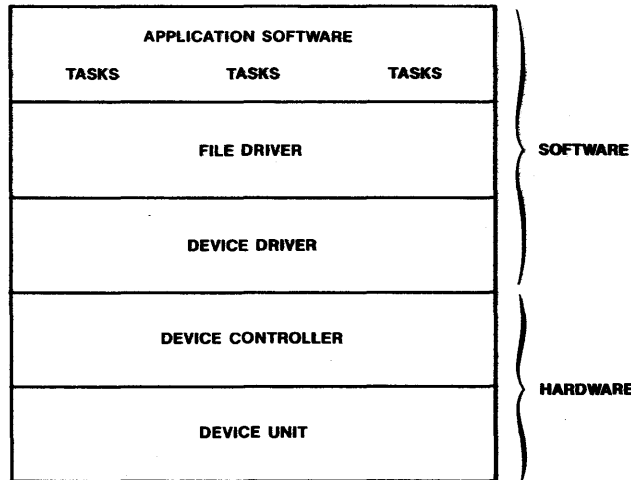 APPLICATION SOFTWARE
TASKS TASKS TASKS
FILE DRIVER
SOFTWARE
DEVICE DRIVER
DEVICE CONTROLLER
HARDWARE
DEVICE UNIT